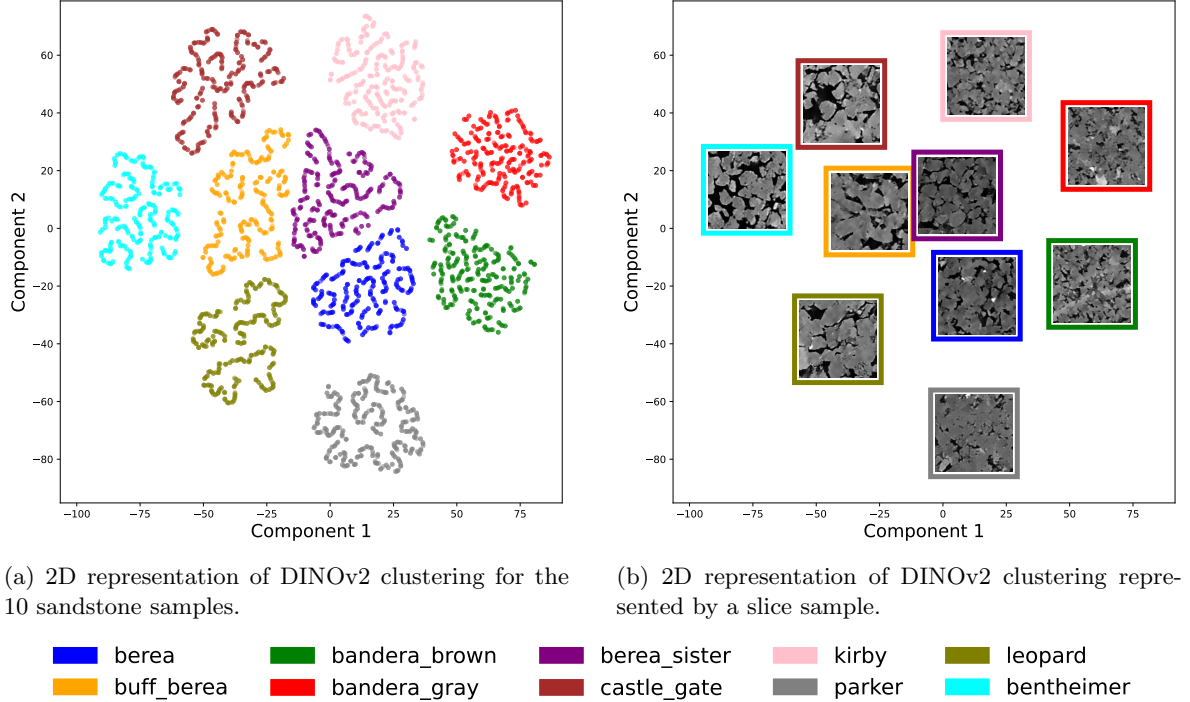 60
40
20
0
−20
−40
−60
−80
Component 2
−100 −75 −50 −25 0 25 50 75
Component 1
60
40
20
0
−20
−40
−60
−80
Component 2
−100 −75 −50 −25 0 25 50 75
Component 1
(a) 2D representation of DINOv2 clustering for the
10 sandstone samples.
(b) 2D representation of DINOv2 clustering repre-
sented by a slice sample.
berea bandera_brown berea_sister kirby leopard
buff_berea bandera_gray castle_gate parker bentheimer